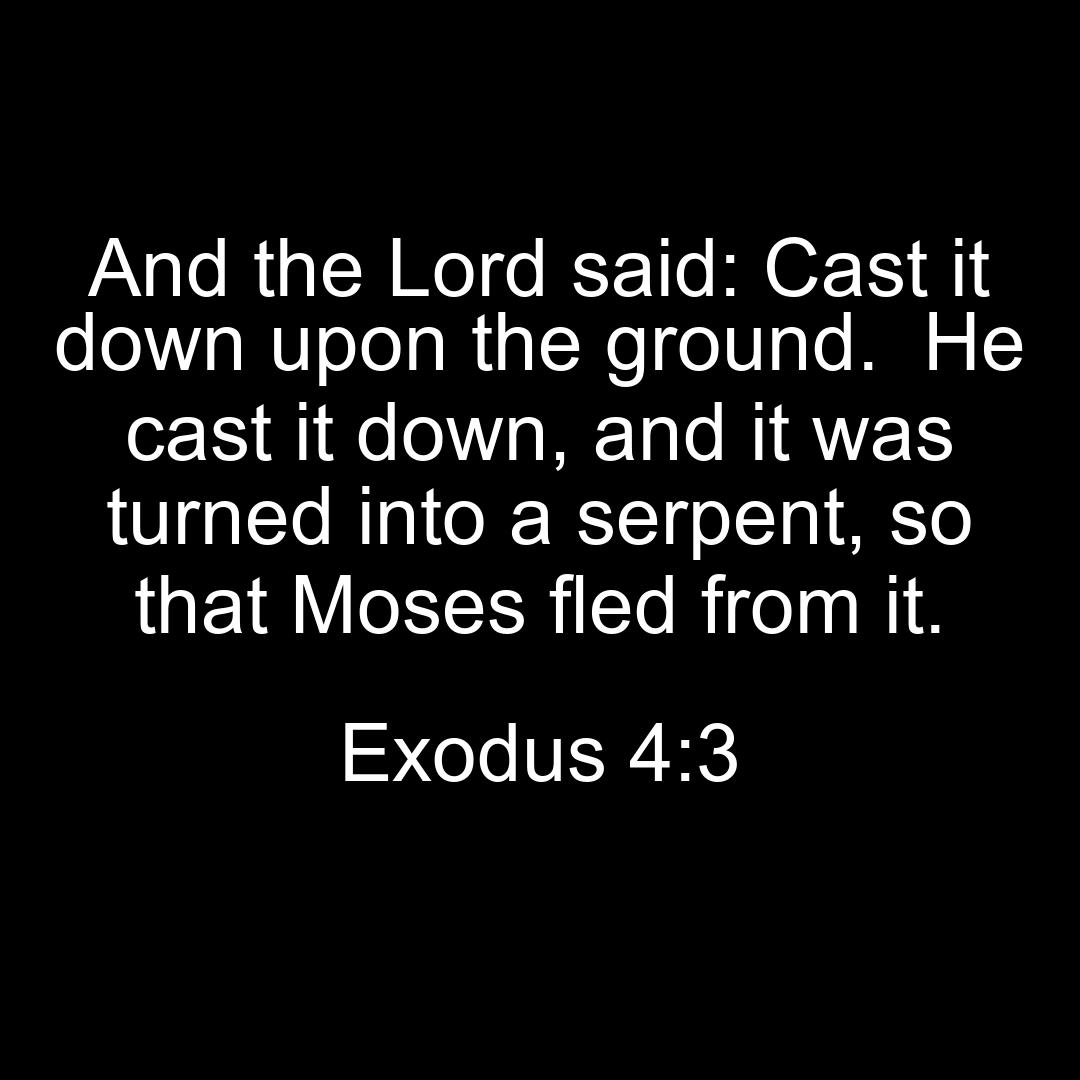 And the Lord said: Cast it
down upon the ground.  He
cast it down, and it was
turned into a serpent, so
that Moses fled from it.
Exodus 4:3